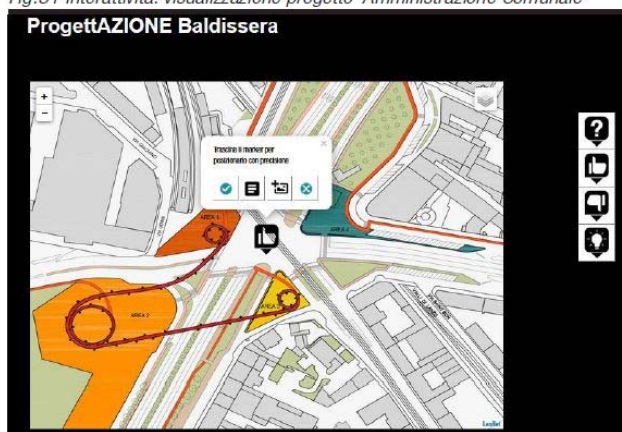 Fig.31 Interattività: visualizzazione progetto Amministrazione Comunale
ProgettAZIONE Baldissera
+
-
Trascina il marker per
posizionarlo con precisione
×
AREA 1
AREA 4
AREA 2
AREA 3
Leaflet